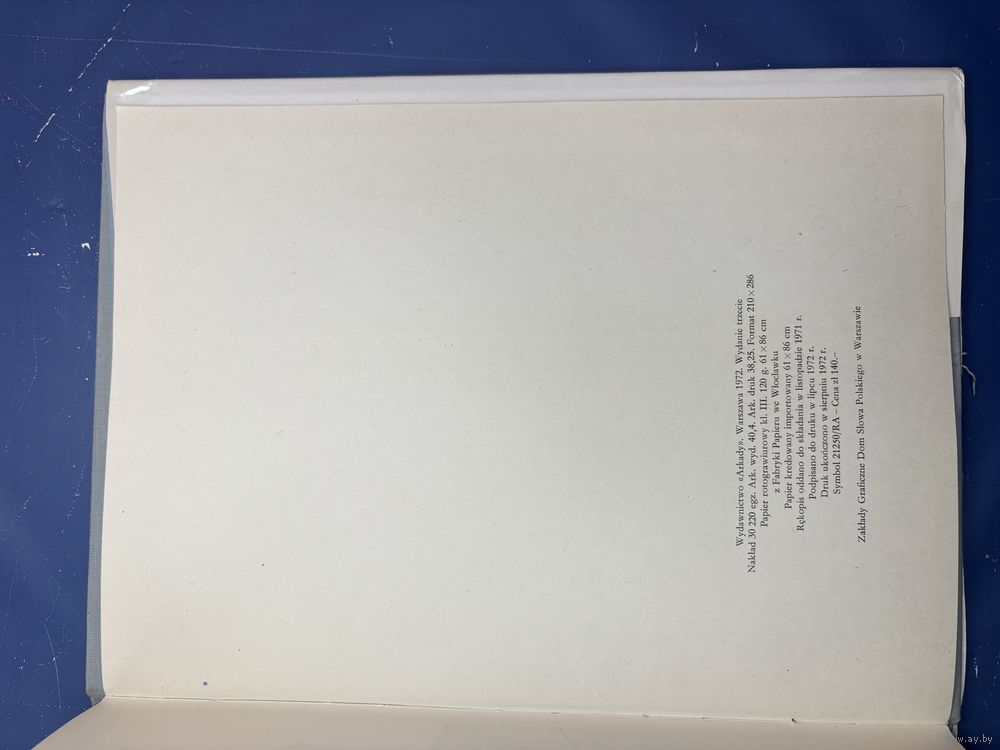 Wydawnictwo «Arkady». Warszawa 1972. Wydanie trzecie
Nakład 30 220 egz. Ark. wyd. 40,4. Ark. druk 38,25. Format 210×286
Papier rotograwiurowy kl. III. 120 g. 61×86 cm
z Fabryki Papieru we Włocławku
Papier kredowany importowany 61×86 cm
Rękopis oddano do składania w listopadzie 1971 r.
Podpisano do druku w lipcu 1972 r.
Druk ukończono w sierpniu 1972 r.
Symbol 21250/RA – Cena zł 140,–
Zakłady Graficzne Dom Słowa Polskiego w Warszawie
w.ay.by